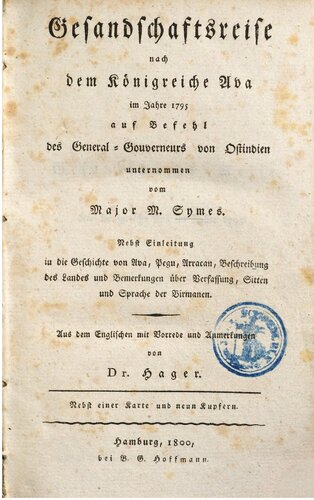 Gesandschaftsreise
nach
dem Königreiche Ava
im Jahre 1795
auf Befehl
des General-Gouverneurs von Ostindien
unternommen
vom
Major M. Symes.
Nebst Einleitung
in die Geschichte von Ava, Pegu, Arracan, Beschreibung
des Landes und Bemerkungen über Verfassung, Sitten
und Sprache der Birmanen.
Aus dem Englischen mit Vorrede und Anmerkungen
von
Dr. Hager.
Nebst einer Karte und neun Kupfern.
Hamburg, 1800,
bei B. G. Hoffmann.